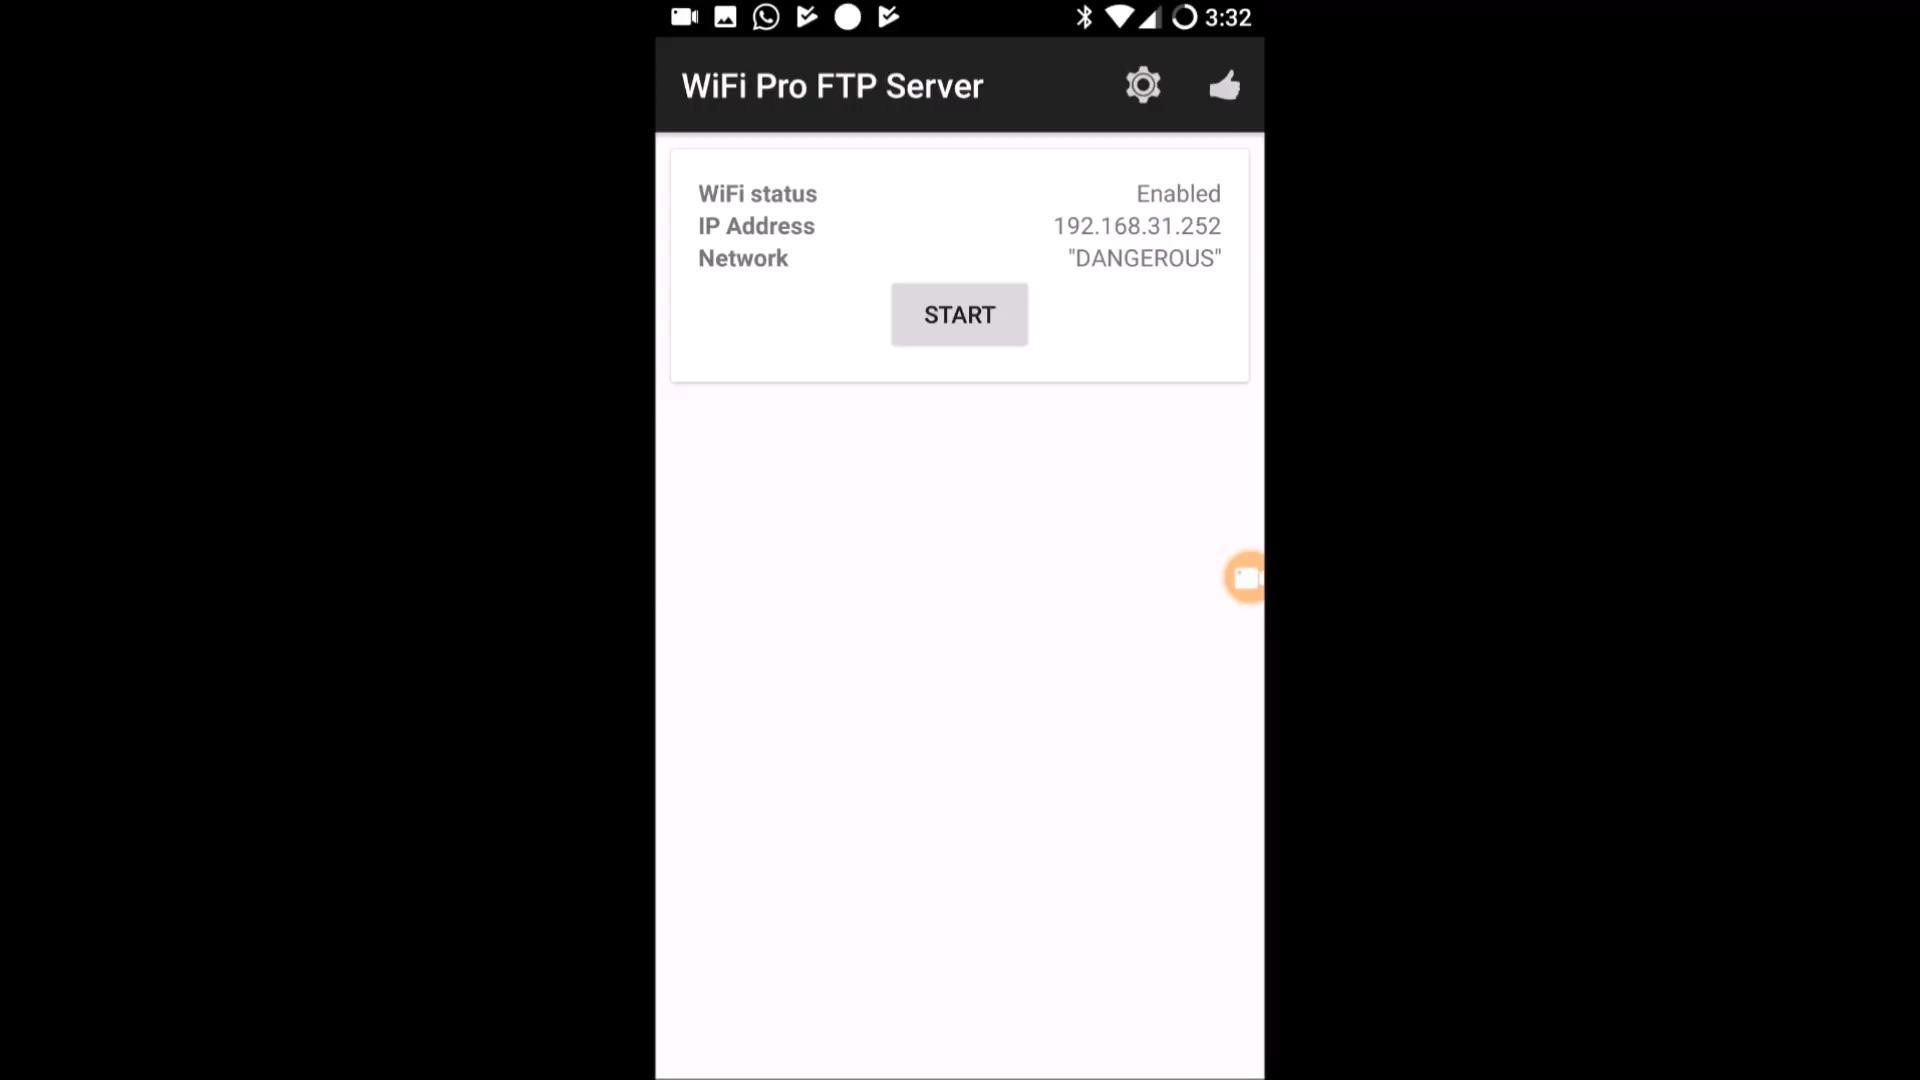 3:32
WiFi Pro FTP Server
WiFi status Enabled
IP Address 192.168.31.252
Network "DANGEROUS"
START